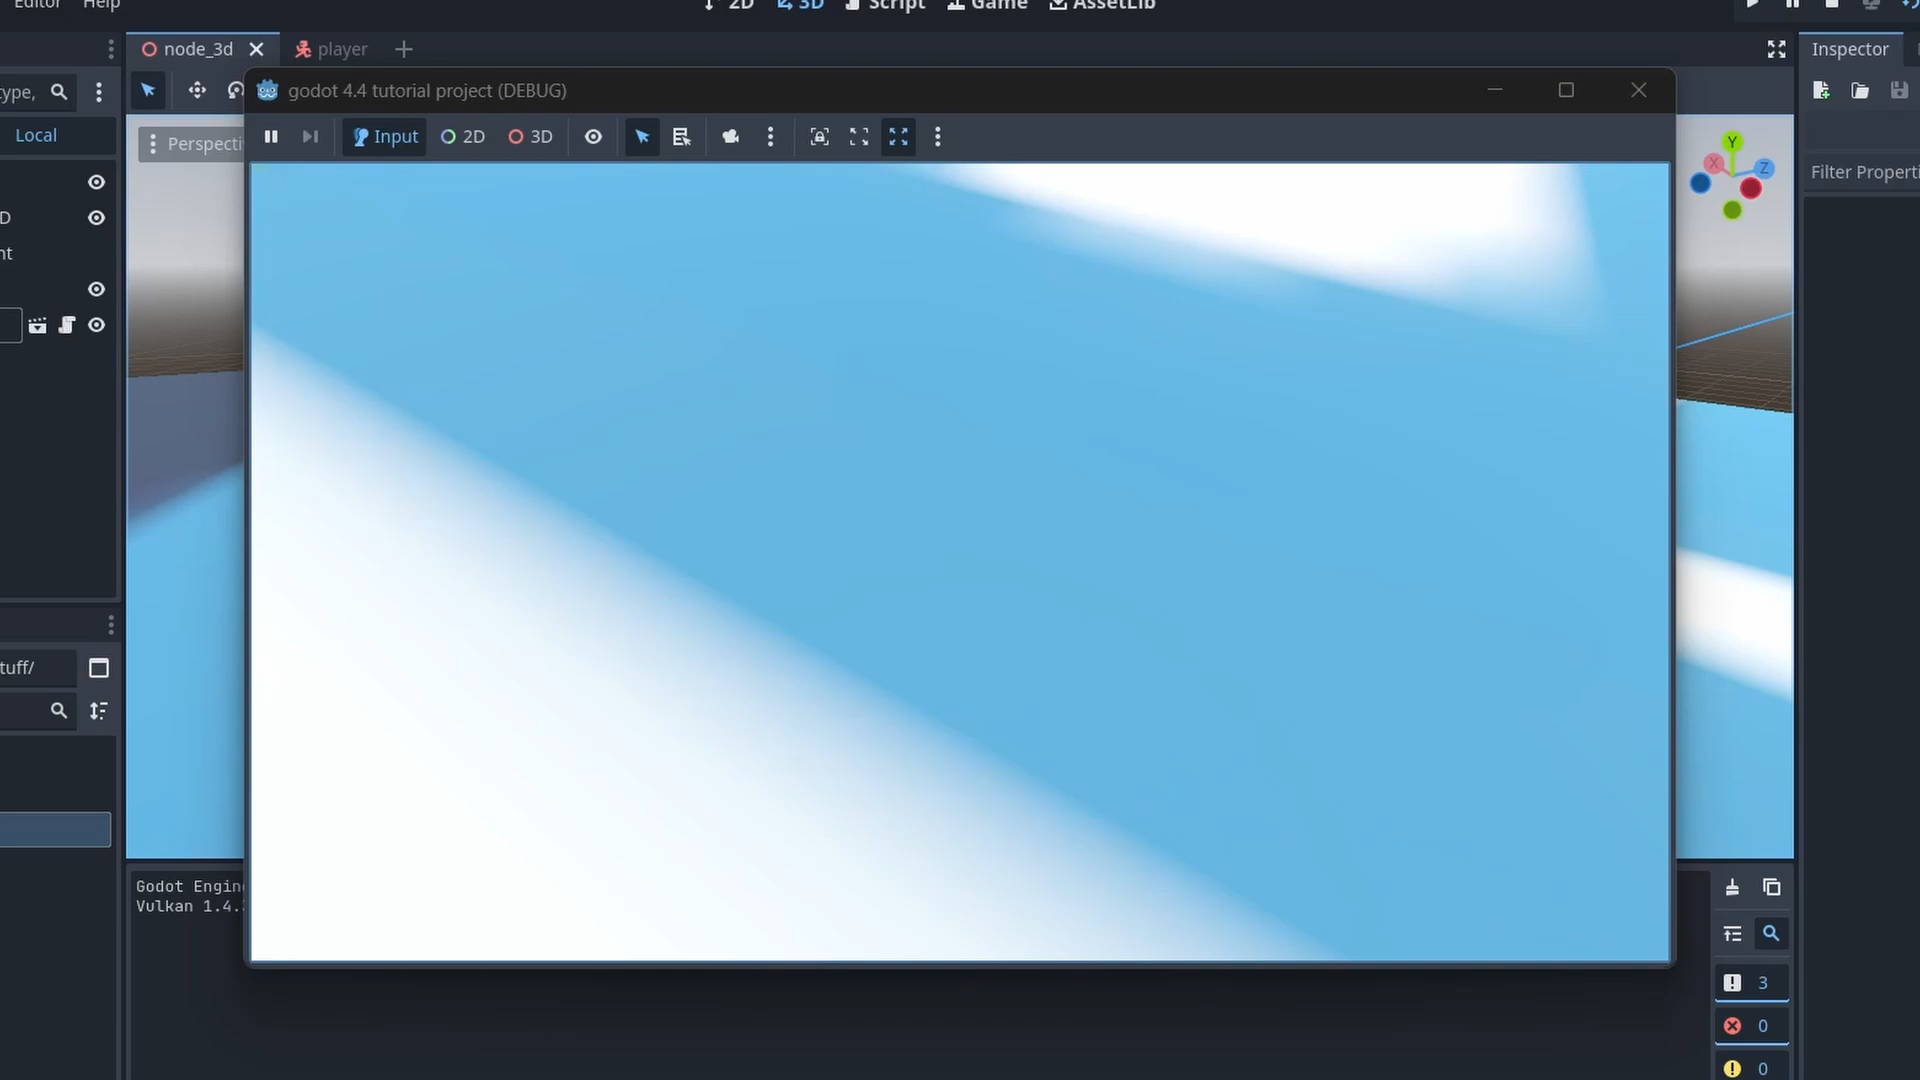 Editor Help
2D 3D Script Game AssetLib
node_3d player
Inspector
godot 4.4 tutorial project (DEBUG)
type,
Local
Perspecti
Input 2D 3D
Y
X Z
Filter Properti
D
nt
tuff/
Godot Engin
Vulkan 1.4.
3
0
0